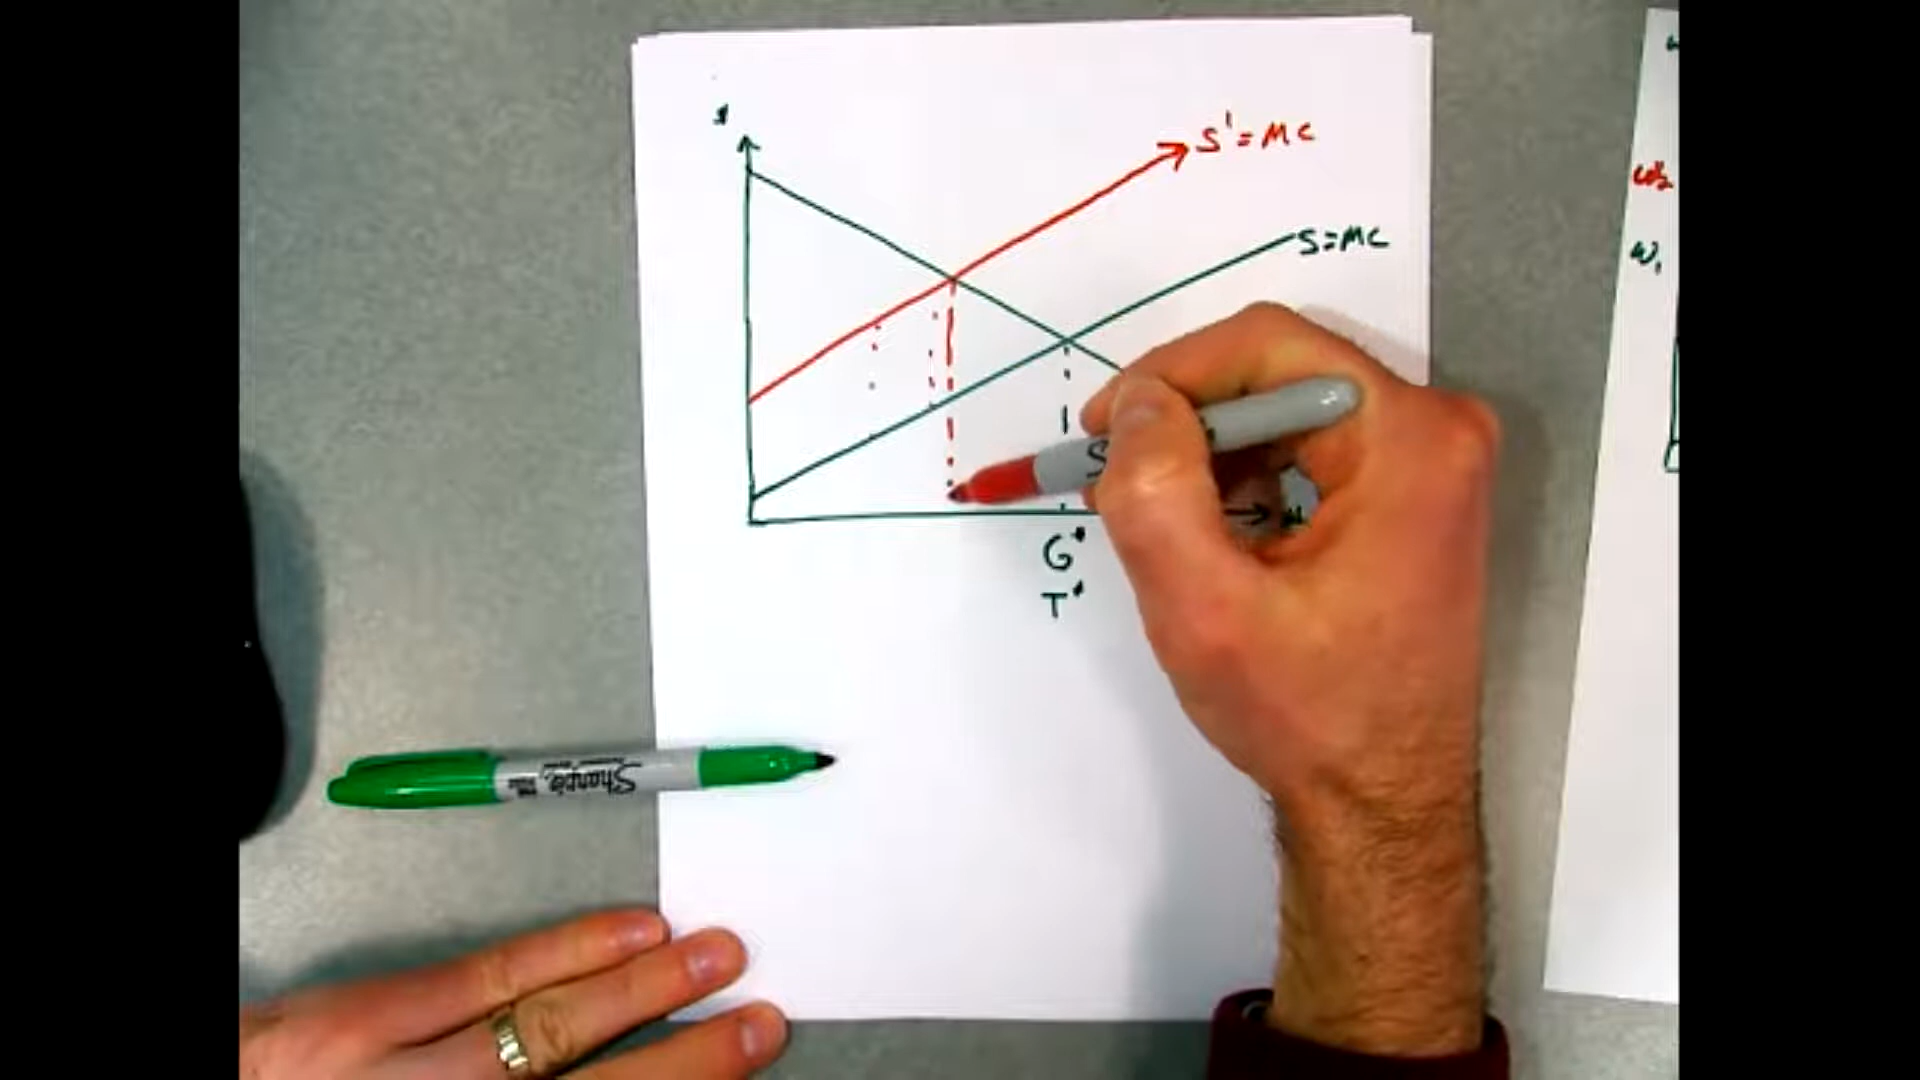 $
S' = MC
S = MC
G*
T*
W,
Sharpie
S